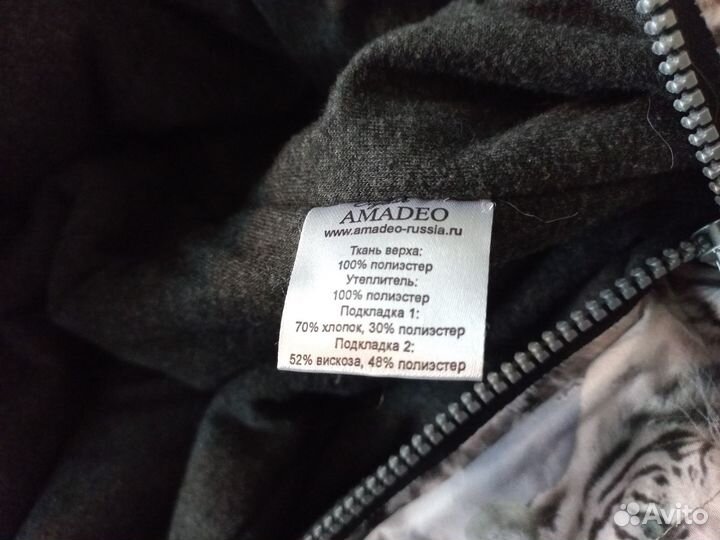 AMADEO
www.amadeo-russia.ru
Ткань верха:
100% полиэстер
Утеплитель:
100% полиэстер
Подкладка 1:
70% хлопок, 30% полиэстер
Подкладка 2:
52% вискоза, 48% полиэстер
Avito